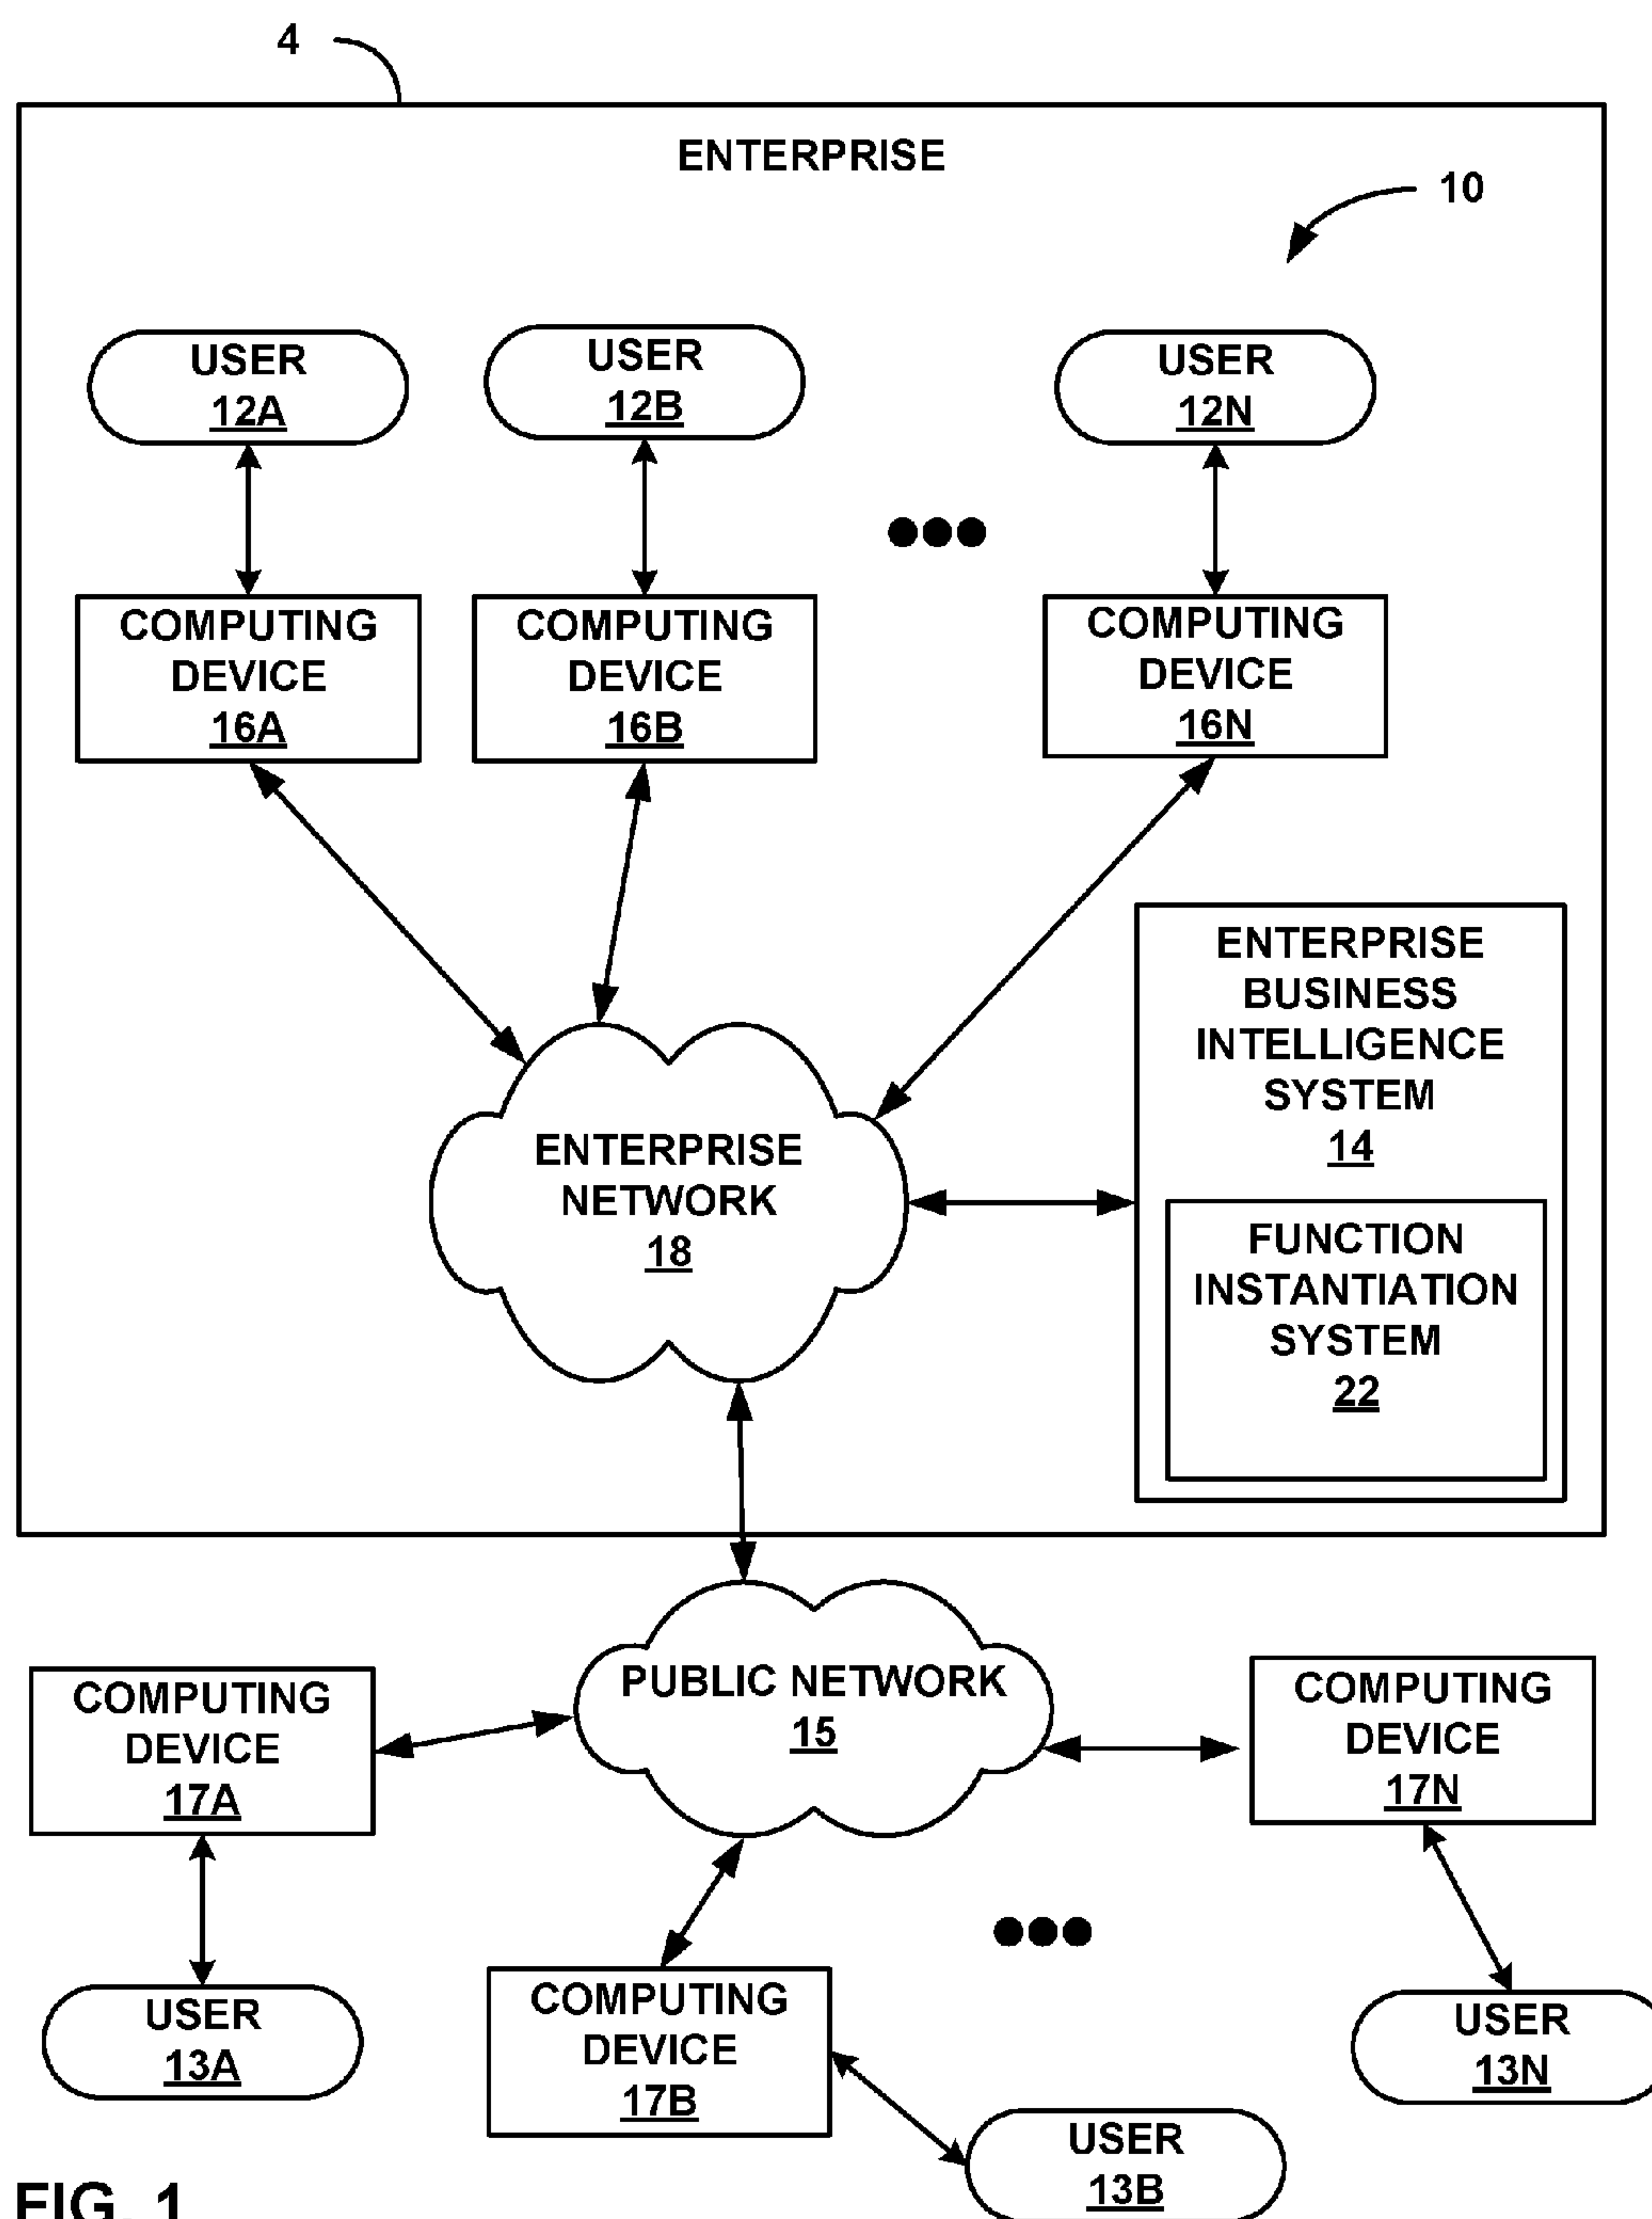 4
ENTERPRISE
10
USER
12A
USER
12B
USER
12N
COMPUTING
DEVICE
16A
COMPUTING
DEVICE
16B
COMPUTING
DEVICE
16N
ENTERPRISE
BUSINESS
INTELLIGENCE
SYSTEM
14
ENTERPRISE
NETWORK
18
FUNCTION
INSTANTIATION
SYSTEM
22
PUBLIC NETWORK
15
COMPUTING
DEVICE
17A
COMPUTING
DEVICE
17N
USER
13A
COMPUTING
DEVICE
17B
USER
13N
USER
13B
FIG. 1